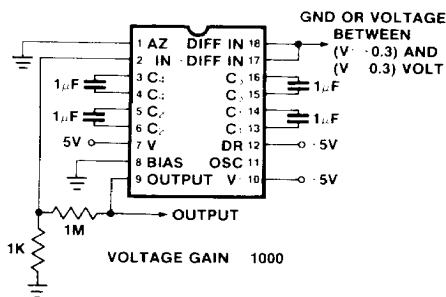 GND OR VOLTAGE
BETWEEN
(V -0.3) AND
(V 0.3) VOLT
1 AZ DIFF IN 18
2 IN -DIFF IN 17
3 C 16
4 C 15
5 C 14
6 C 13
7 V DR 12
8 BIAS OSC 11
9 OUTPUT V 10
1µF
1µF
5V
1µF
1µF
5V
5V
OUTPUT
1M
1K
VOLTAGE GAIN 1000